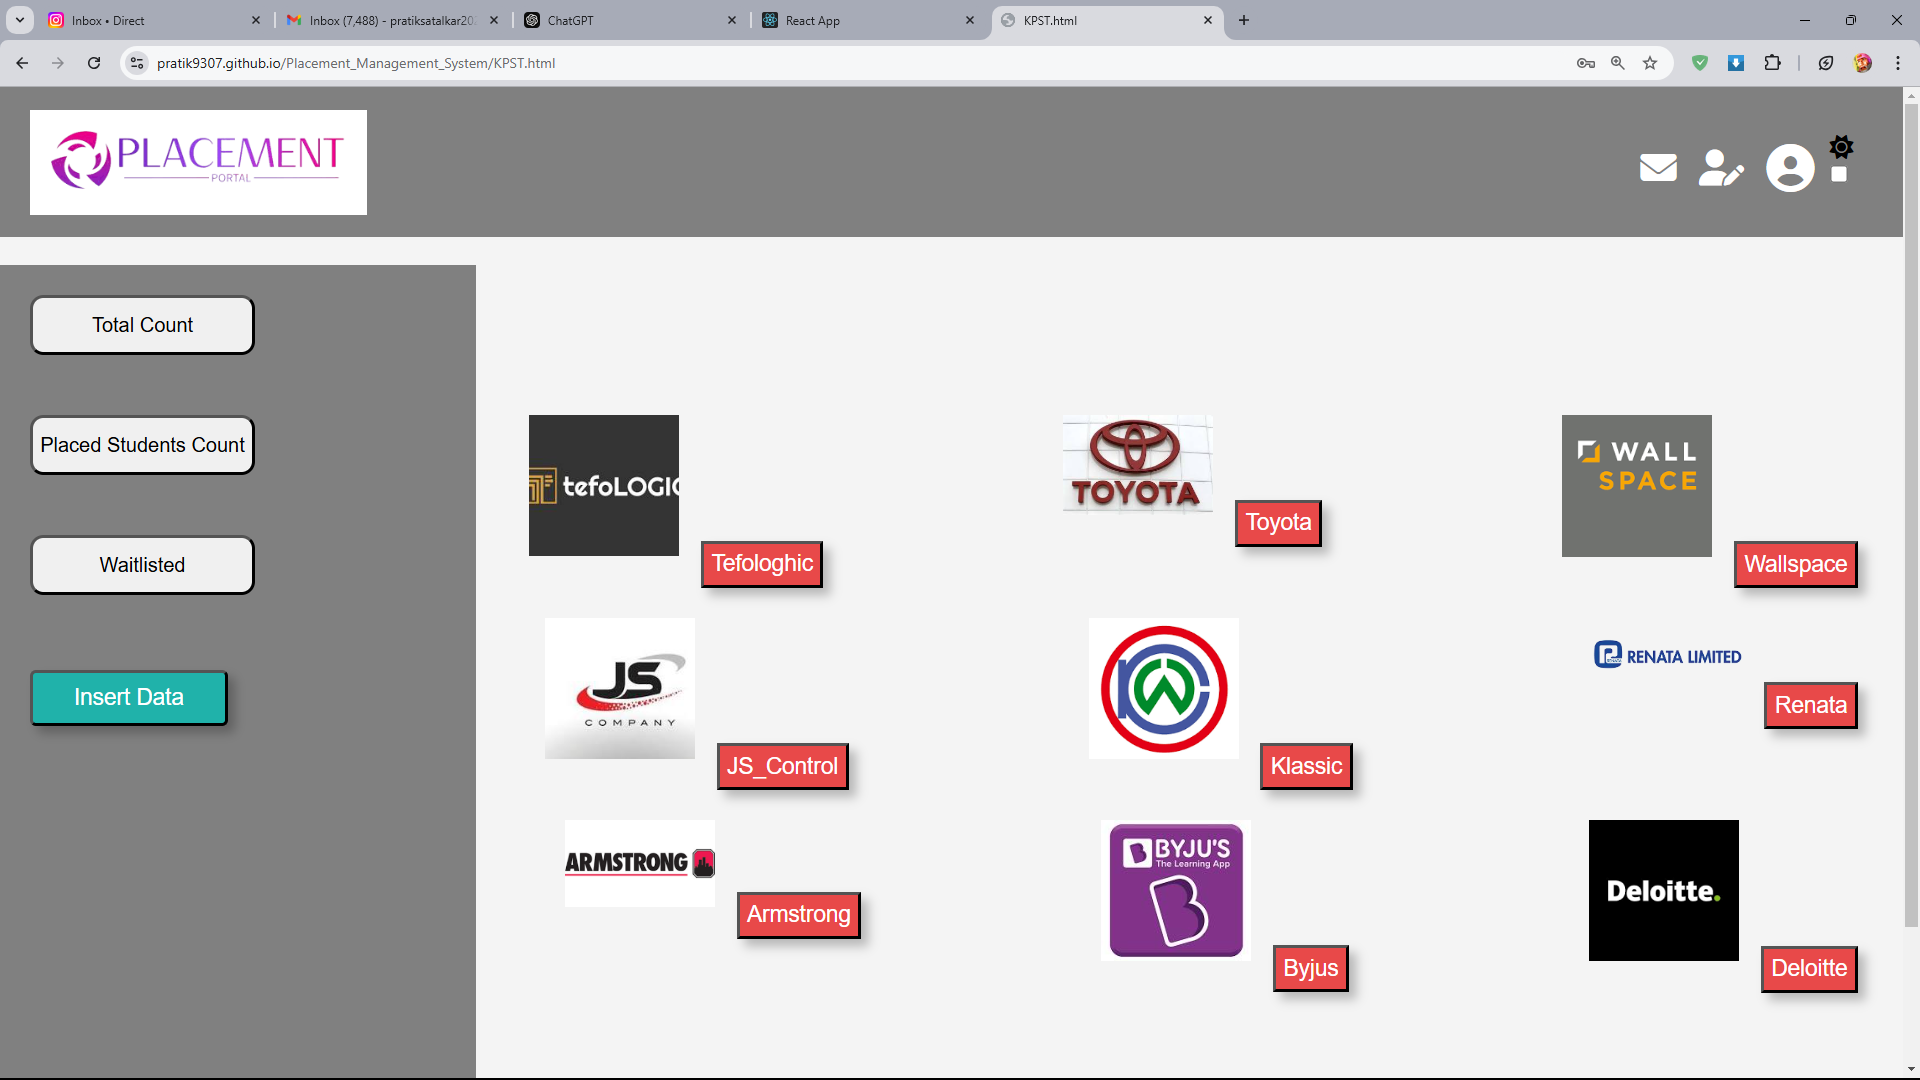 Inbox • Direct
Inbox (7,488) - pratiksatalkar202
ChatGPT
React App
KPST.html
pratik9307.github.io/Placement_Management_System/KPST.html
PLACEMENT
PORTAL
Total Count
Placed Students Count
Waitlisted
Insert Data
tefoLOGIC
Tefologhic
TOYOTA
Toyota
WALL
SPACE
Wallspace
JS
COMPANY
JS_Control
Klassic
RENATA LIMITED
Renata
ARMSTRONG
Armstrong
BYJU'S
The Learning App
B
Byjus
Deloitte.
Deloitte